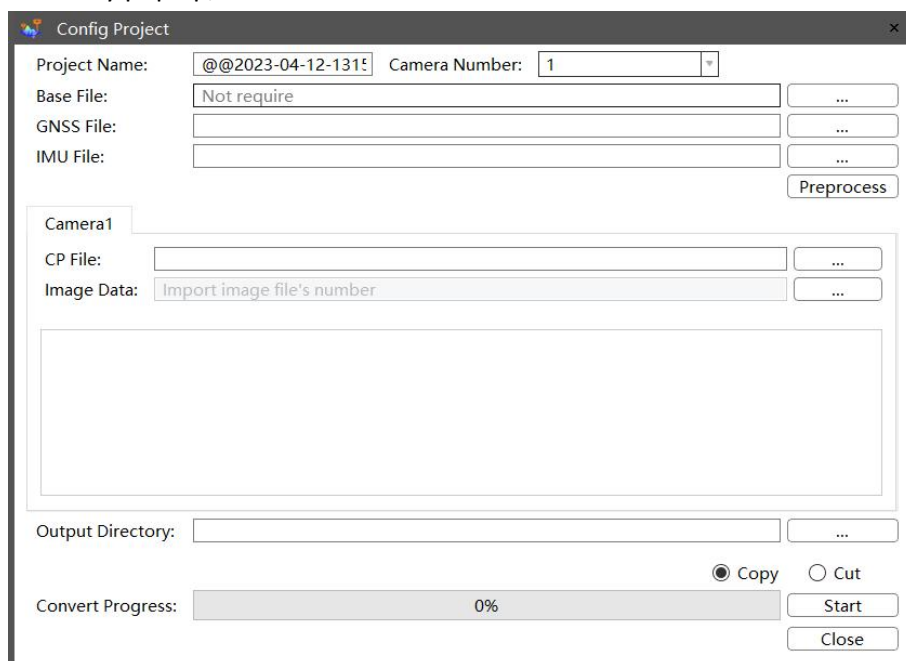 Config Project ×
Project Name: @@2023-04-12-1315 Camera Number: 1
Base File: Not require ...
GNSS File: ...
IMU File: ...
Preprocess
Camera1
CP File: ...
Image Data: Import image file's number ...
Output Directory: ...
Copy Cut
Convert Progress: 0% Start
Close